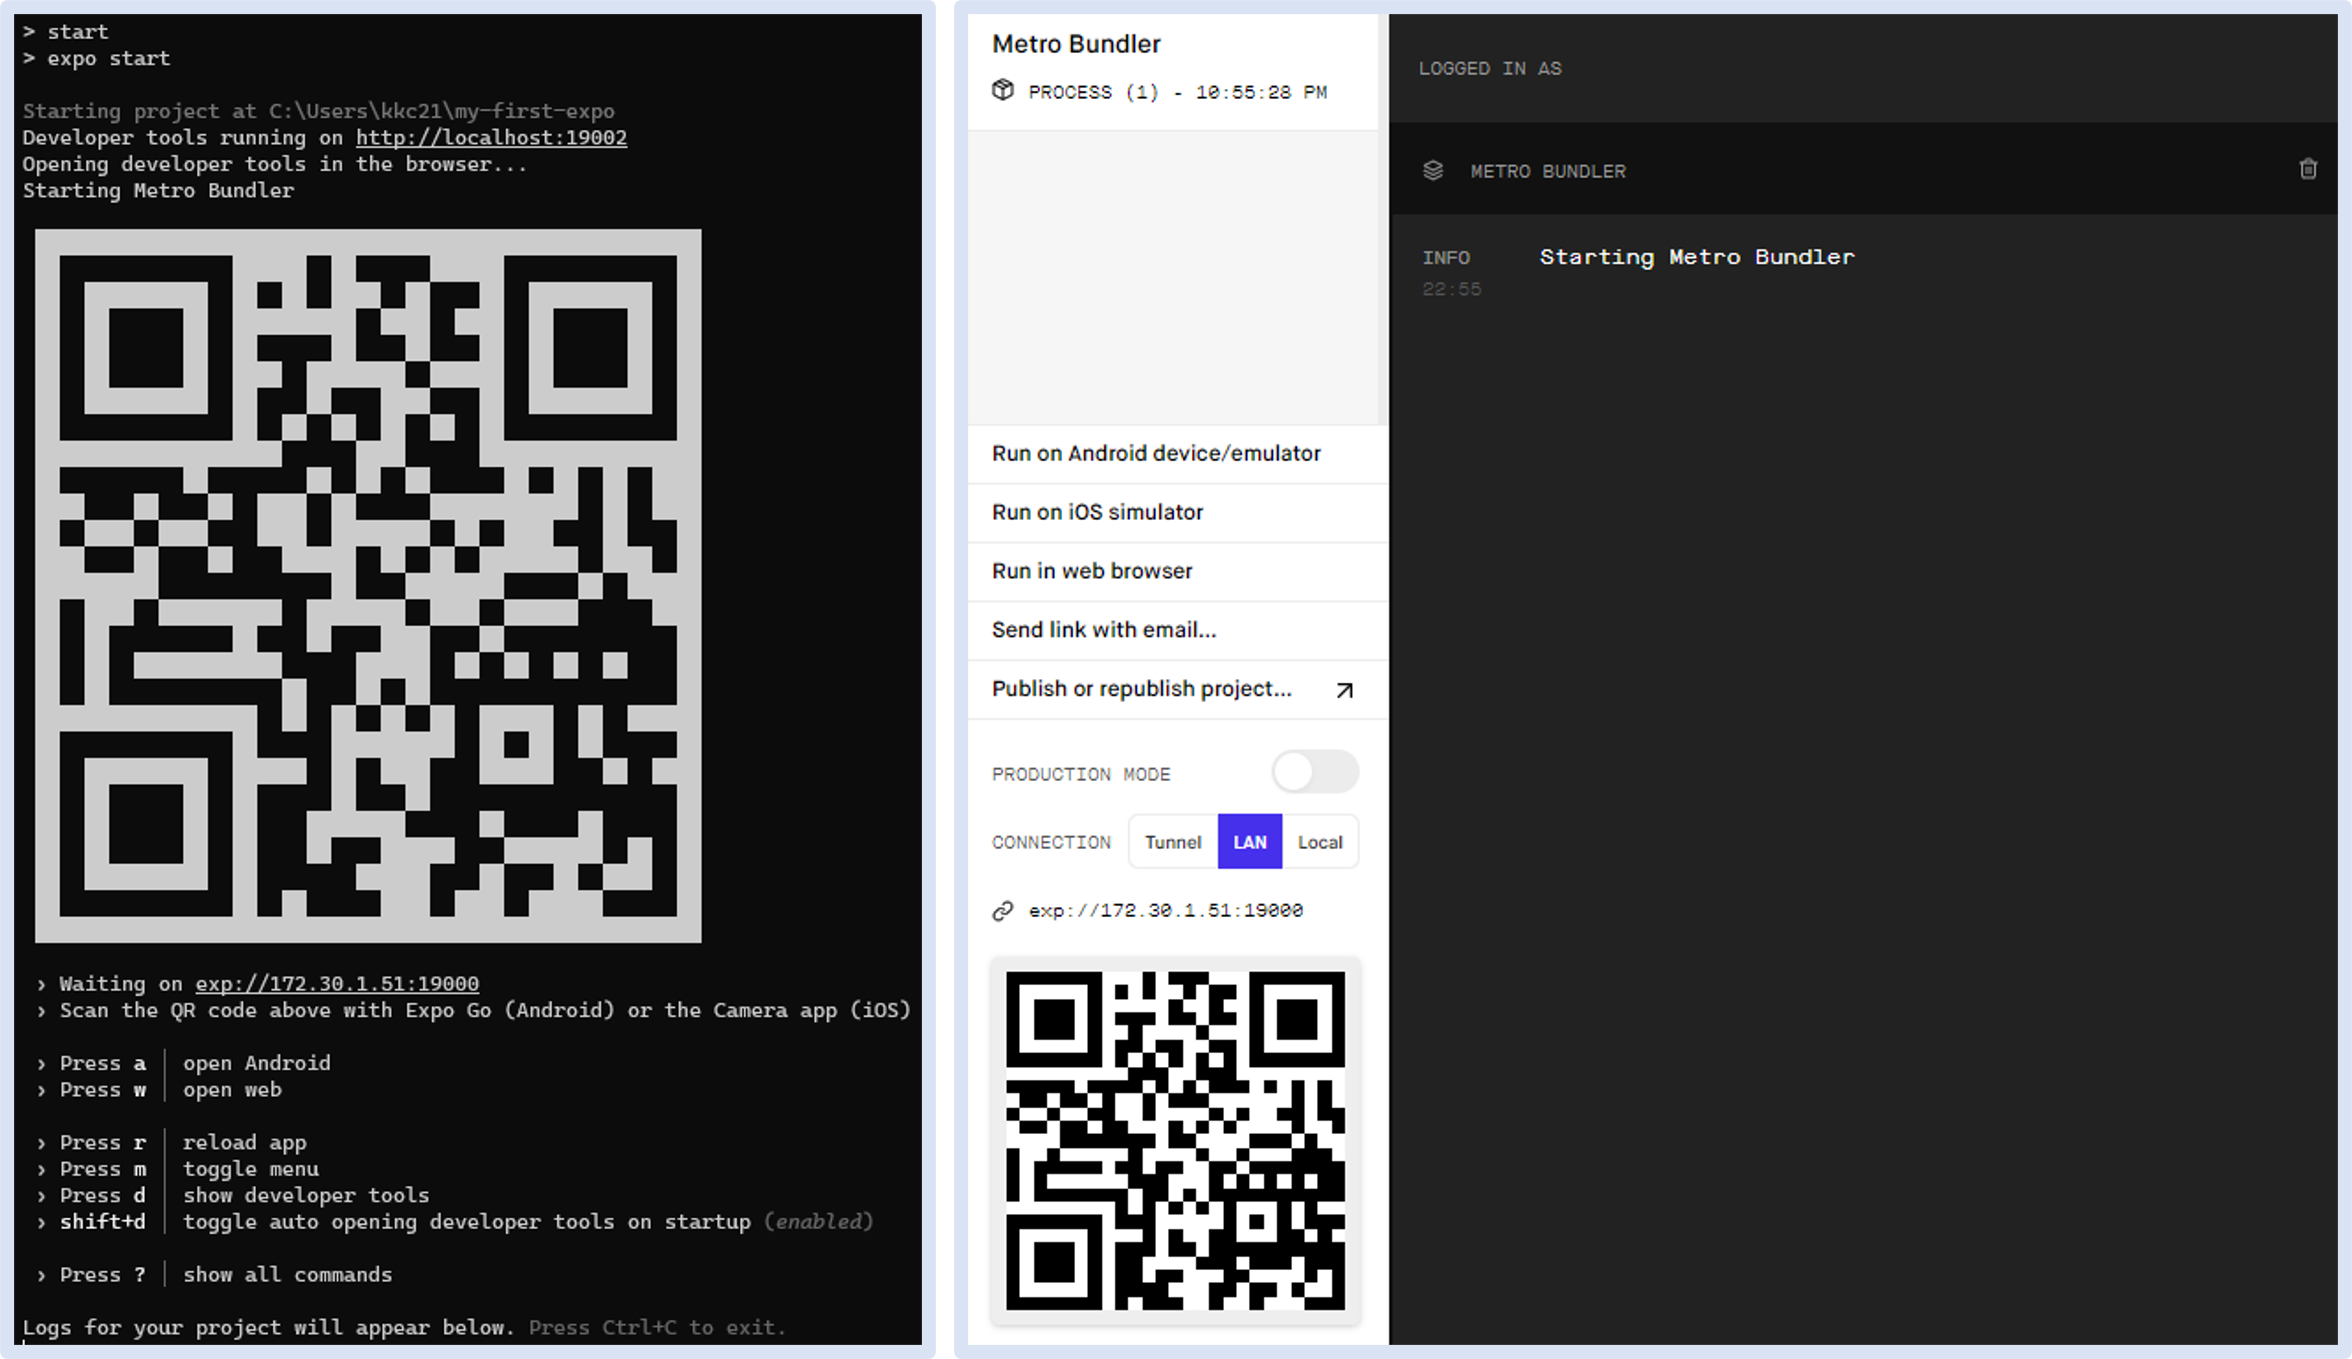 > start
> expo start
Starting project at C:\Users\kkc21\my-first-expo
Developer tools running on http://localhost:19002
Opening developer tools in the browser...
Starting Metro Bundler
› Waiting on exp://172.30.1.51:19000
› Scan the QR code above with Expo Go (Android) or the Camera app (iOS)
› Press a │ open Android
› Press w │ open web
› Press r │ reload app
› Press m │ toggle menu
› Press d │ show developer tools
› shift+d │ toggle auto opening developer tools on startup (enabled)
› Press ? │ show all commands
Logs for your project will appear below. Press Ctrl+C to exit.
Metro Bundler
PROCESS (1) - 10:55:28 PM
Run on Android device/emulator
Run on iOS simulator
Run in web browser
Send link with email...
Publish or republish project...
PRODUCTION MODE
CONNECTION Tunnel LAN Local
exp://172.30.1.51:19000
LOGGED IN AS
METRO BUNDLER
INFO Starting Metro Bundler
22:55